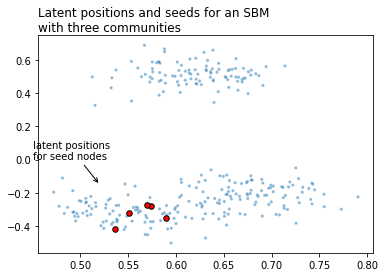 Latent positions and seeds for an SBM
with three communities
0.6
0.4
0.2
0.0
−0.2
−0.4
latent positions
for seed nodes
0.50 0.55 0.60 0.65 0.70 0.75 0.80